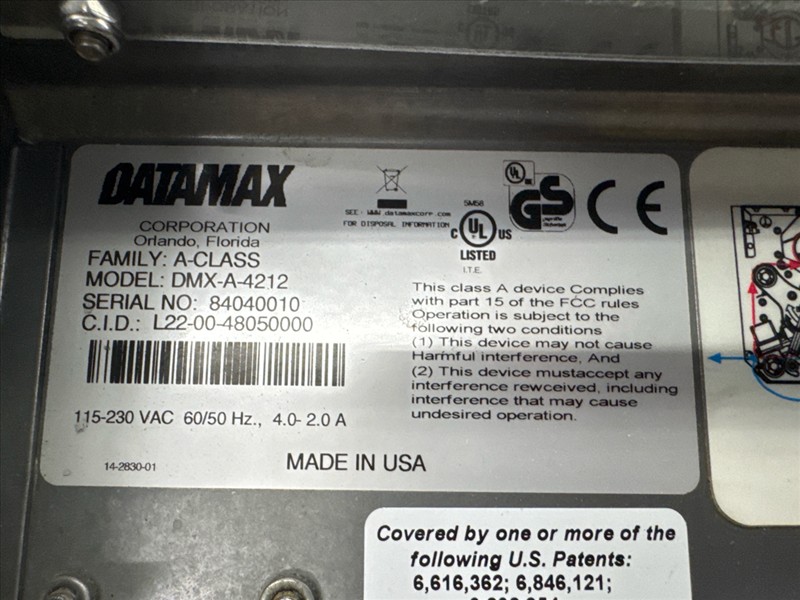 DATAMAX
CORPORATION
Orlando, Florida
FAMILY: A-CLASS
MODEL: DMX-A-4212
SERIAL NO: 84040010
C.I.D.: L22-00-48050000
115-230 VAC 60/50 Hz., 4.0- 2.0 A
14-2830-01
MADE IN USA
SEE: WWW.datamaxcorp.com
FOR DISPOSAL INFORMATION
5M58
C UL US
LISTED
I.T.E.
UL
GS
CE
This class A device Complies
with part 15 of the FCC rules
Operation is subject to the
following two conditions
(1) This device may not cause
Harmful interference, And
(2) This device mustaccept any
interference rewceived, including
interference that may cause
undesired operation.
Covered by one or more of the
following U.S. Patents:
6,616,362; 6,846,121;